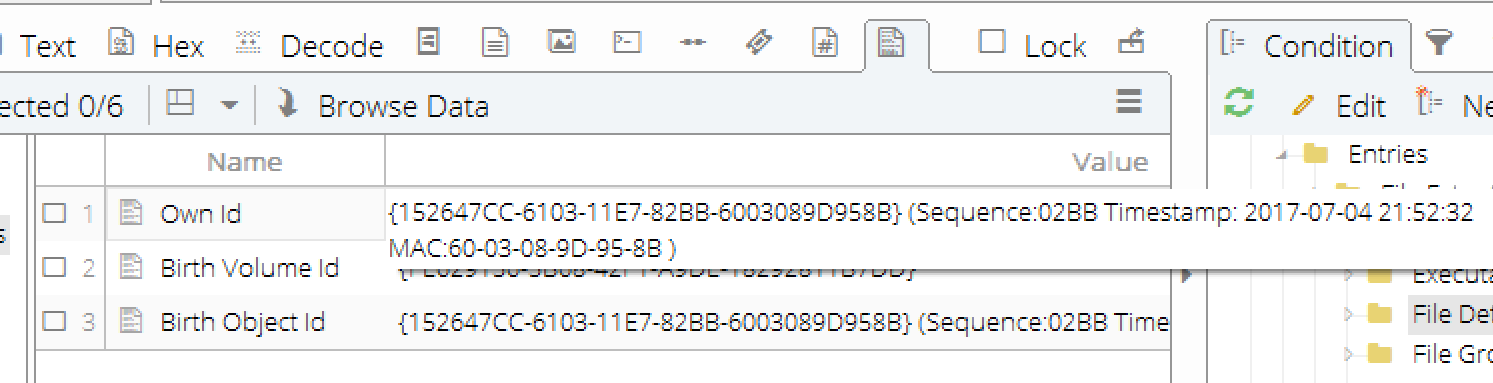 Text Hex Decode Lock Condition
ected 0/6 Browse Data Edit Ne
Name Value Entries
1 Own Id {152647CC-6103-11E7-82BB-6003089D958B} (Sequence:02BB Timestamp: 2017-07-04 21:52:32
MAC:60-03-08-9D-95-8B )
2 Birth Volume Id
3 Birth Object Id {152647CC-6103-11E7-82BB-6003089D958B} (Sequence:02BB Time
Executa
File Def
File Gro